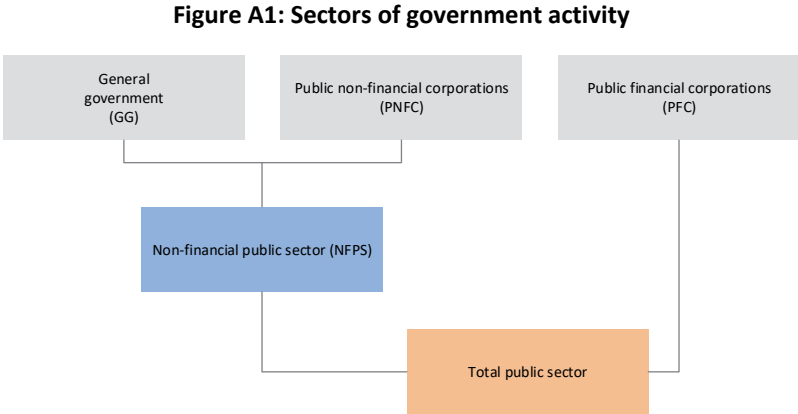 Figure A1: Sectors of government activity
General
government
(GG)
Public non-financial corporations
(PNFC)
Public financial corporations
(PFC)
Non-financial public sector (NFPS)
Total public sector